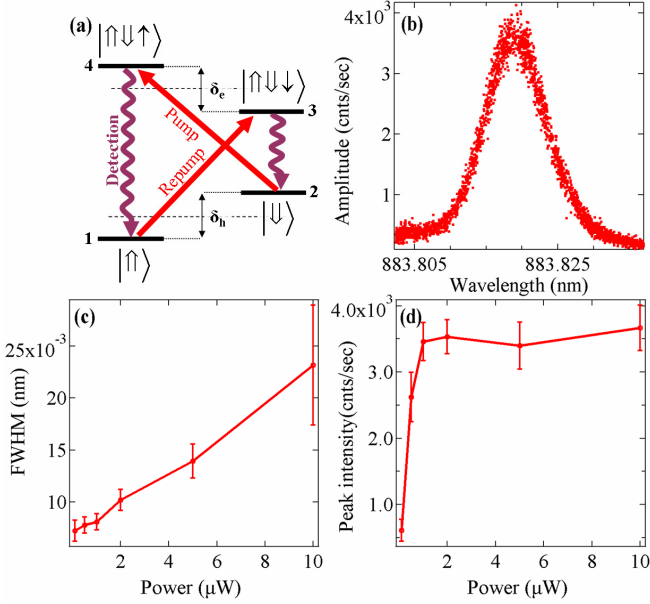 (a)
|⇑⇓↑⟩
4
δe
|⇑⇓↓⟩
3
Detection
Pump
Repump
2
δh
|⇓⟩
1
|⇑⟩
(b)
4x10³
3
2
1
Amplitude (cnts/sec)
883.805
883.825
Wavelength (nm)
(c)
25x10⁻³
20
15
10
FWHM (nm)
2
4
6
8
10
Power (μW)
(d)
4.0x10³
3.0
2.0
1.0
Peak intensity(cnts/sec)
2
4
6
8
10
Power (μW)